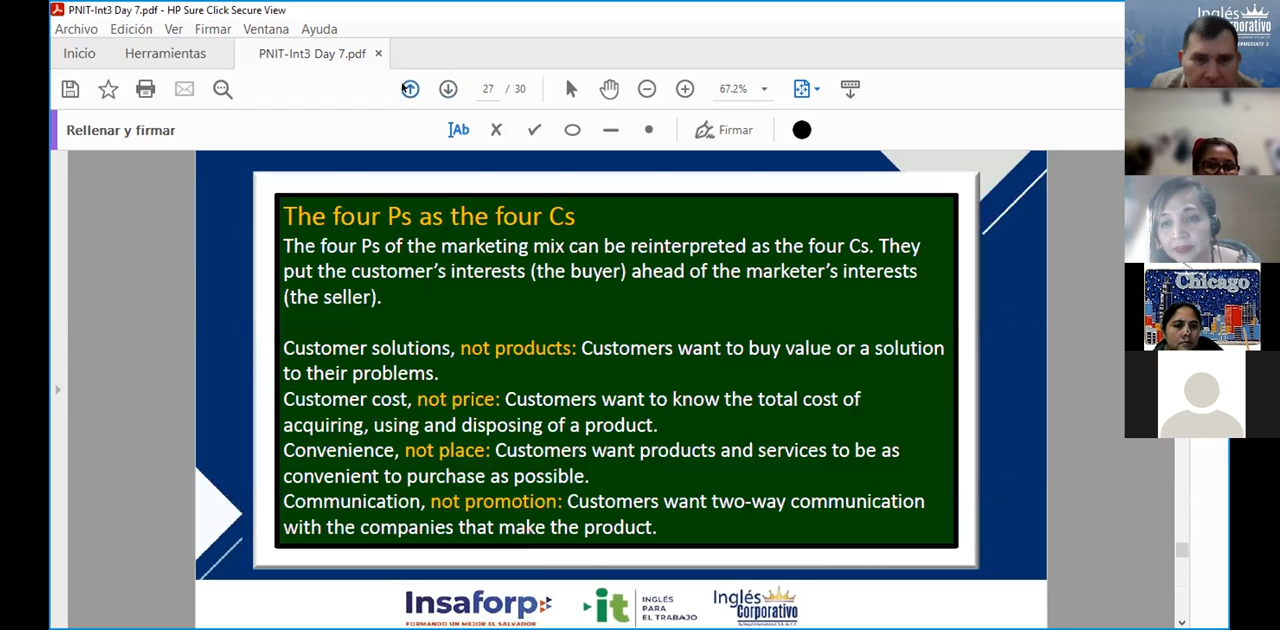 PNIT-Int3 Day 7.pdf - HP Sure Click Secure View
Archivo Edición Ver Firmar Ventana Ayuda
Inicio Herramientas PNIT-Int3 Day 7.pdf ×
27 / 30 67.2%
Rellenar y firmar Ab Firmar
The four Ps as the four Cs
The four Ps of the marketing mix can be reinterpreted as the four Cs. They
put the customer's interests (the buyer) ahead of the marketer's interests
(the seller).
Customer solutions, not products: Customers want to buy value or a solution
to their problems.
Customer cost, not price: Customers want to know the total cost of
acquiring, using and disposing of a product.
Convenience, not place: Customers want products and services to be as
convenient to purchase as possible.
Communication, not promotion: Customers want two-way communication
with the companies that make the product.
Insaforp
FORMANDO UN MEJOR EL SALVADOR
it
INGLÉS
PARA
EL TRABAJO
Inglés
Corporativo
Inglés
Corporativo
Chicago